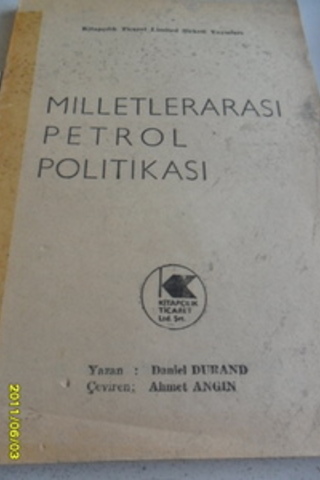 Kitapçılık Ticaret Limited Şirketi Yayınları
MILLETLERARASI
PETROL
POLITIKASI
K
KİTAPÇILIK
TİCARET
Ltd. Şrt.
Yazan : Daniel DURAND
Çeviren; Ahmet ANGIN
2011/06/03